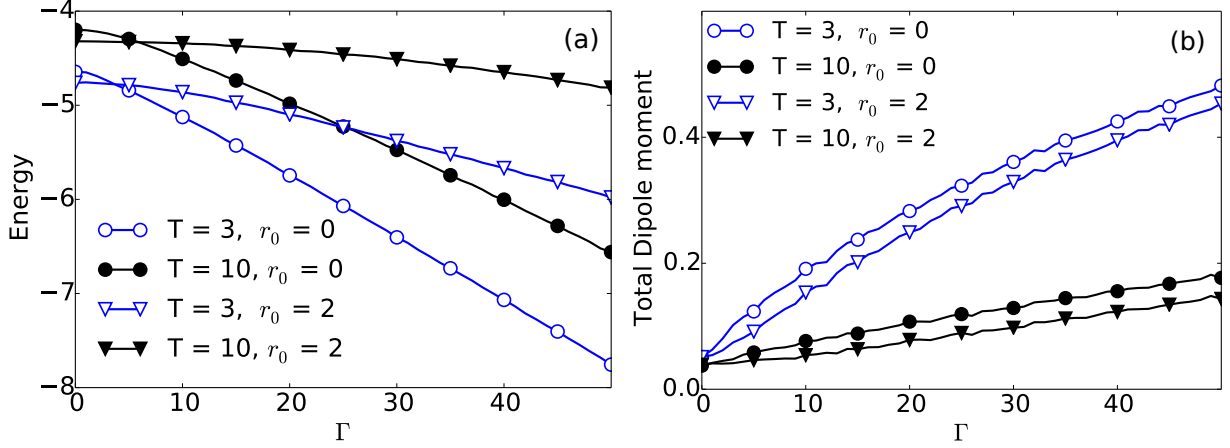 (a)
−4
−5
−6
−7
−8
Energy
T = 3, r₀ = 0
T = 10, r₀ = 0
T = 3, r₀ = 2
T = 10, r₀ = 2
0 10 20 30 40
Γ
(b)
T = 3, r₀ = 0
T = 10, r₀ = 0
T = 3, r₀ = 2
T = 10, r₀ = 2
0.4
0.2
0.0
Total Dipole moment
0 10 20 30 40
Γ